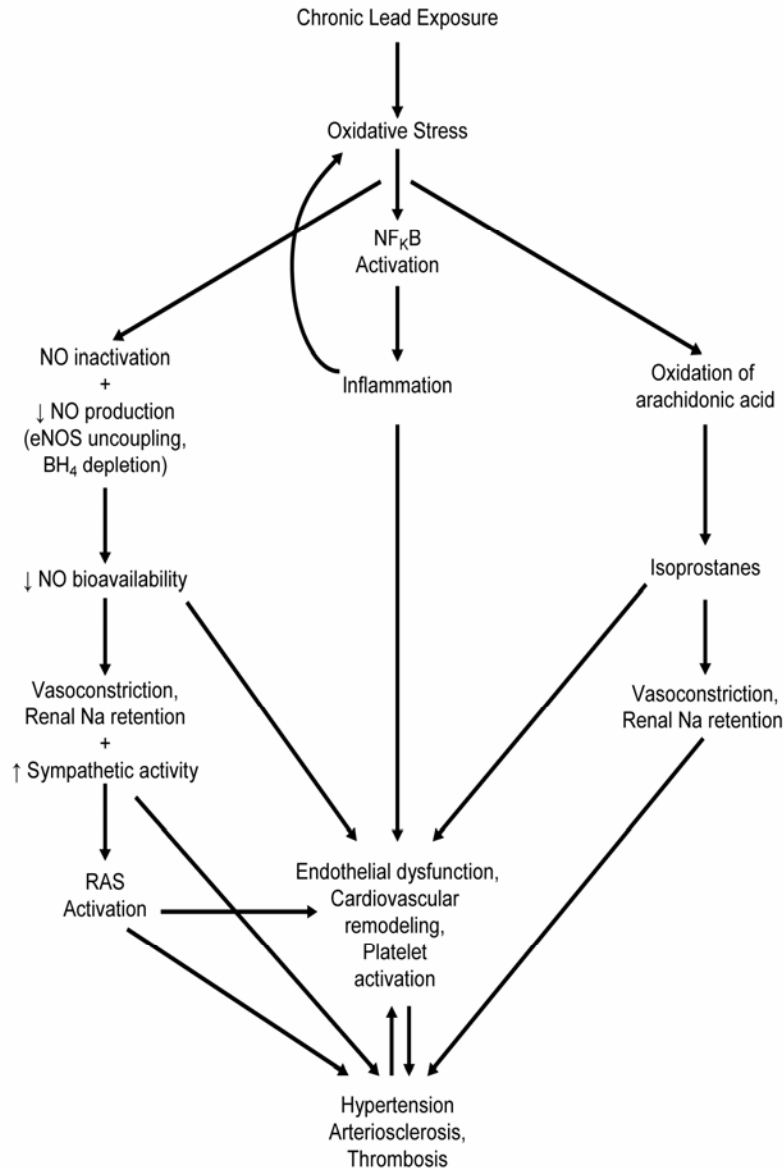 Chronic Lead Exposure
Oxidative Stress
NFκB
Activation
NO inactivation
+
↓ NO production
(eNOS uncoupling,
BH₄ depletion)
Inflammation
Oxidation of
arachidonic acid
↓ NO bioavailability
Isoprostanes
Vasoconstriction,
Renal Na retention
+
↑ Sympathetic activity
Vasoconstriction,
Renal Na retention
RAS
Activation
Endothelial dysfunction,
Cardiovascular
remodeling,
Platelet
activation
Hypertension
Arteriosclerosis,
Thrombosis